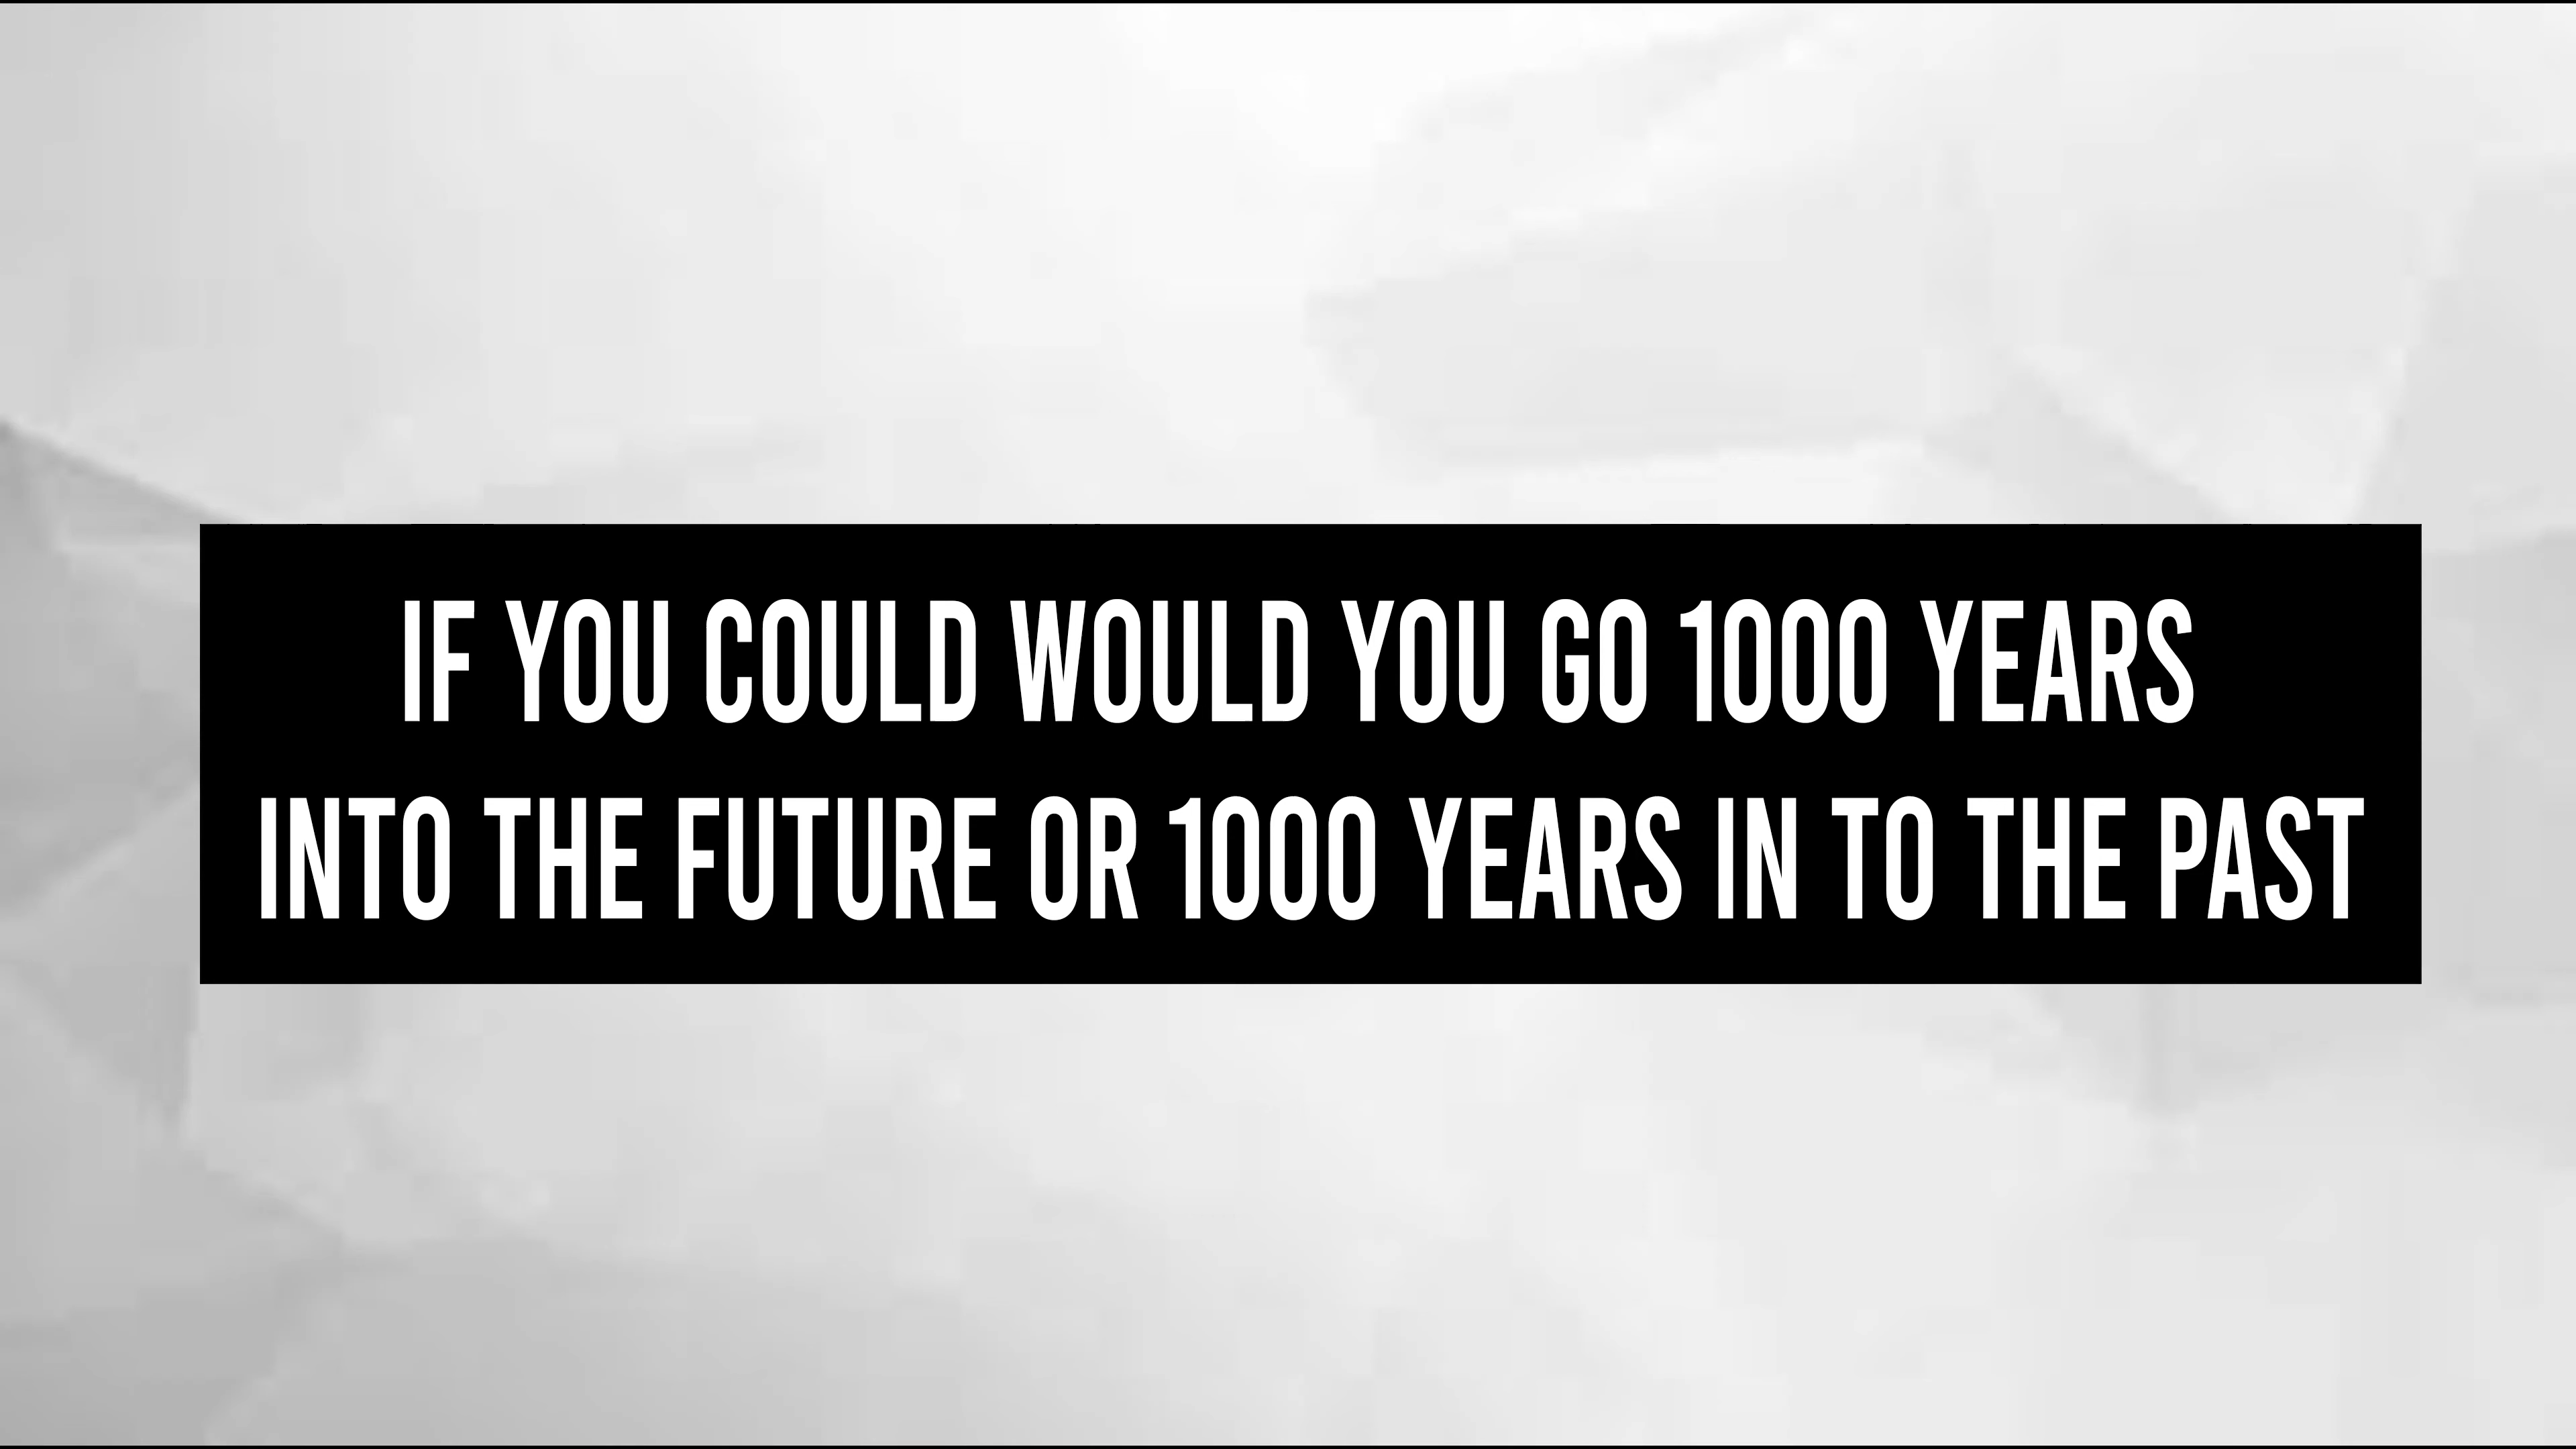 IF YOU COULD WOULD YOU GO 1000 YEARS
INTO THE FUTURE OR 1000 YEARS IN TO THE PAST